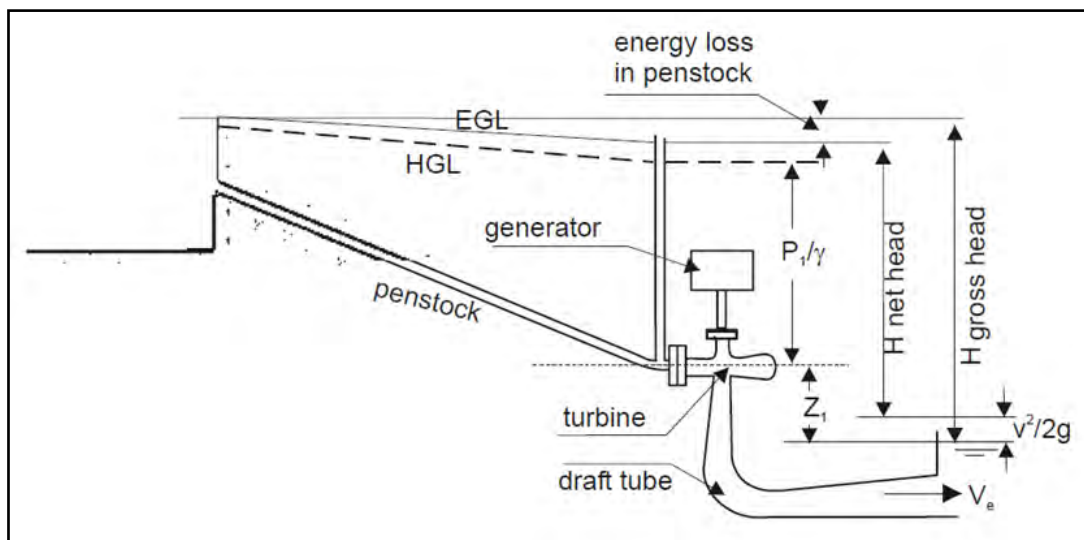 energy loss
in penstock
EGL
HGL
generator
P₁/γ
H net head
H gross head
penstock
turbine
Z₁
v²/2g
draft tube
Vₑ